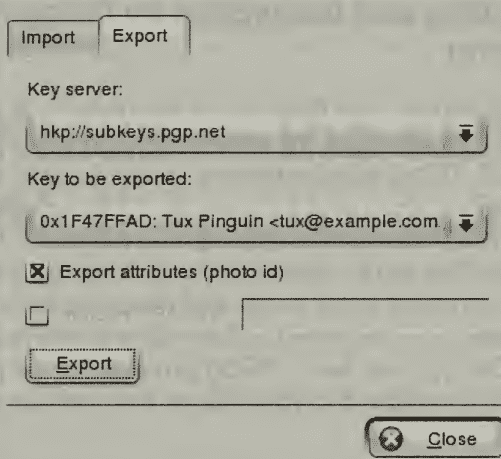 Import Export
Key server:
hkp://subkeys.pgp.net
Key to be exported:
0x1F47FFAD: Tux Pinguin <tux@example.com
Export attributes (photo id)
Export
Close